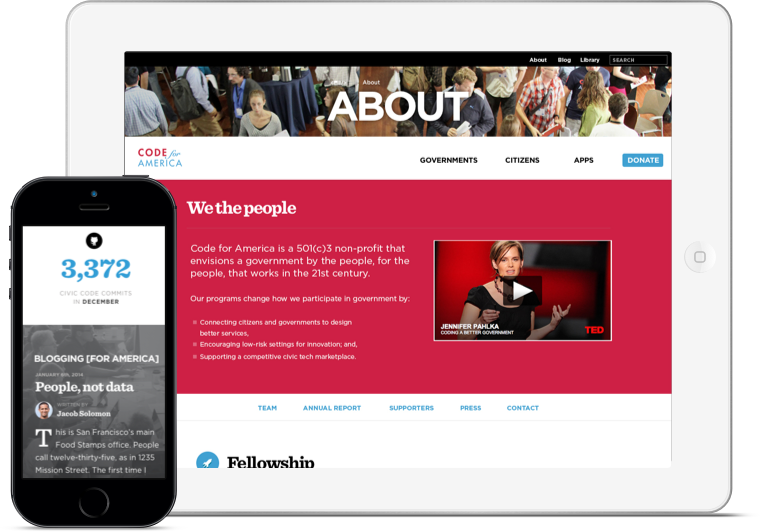 About Blog Library SEARCH
About
ABOUT
CODE for
AMERICA
GOVERNMENTS CITIZENS APPS DONATE
We the people
Code for America is a 501(c)3 non-profit that
envisions a government by the people, for the
people, that works in the 21st century.
Our programs change how we participate in government by:
Connecting citizens and governments to design
better services,
Encouraging low-risk settings for innovation; and,
Supporting a competitive civic tech marketplace.
JENNIFER PAHLKA
CODING A BETTER GOVERNMENT
TED
TEAM ANNUAL REPORT SUPPORTERS PRESS CONTACT
Fellowship
3,372
CIVIC CODE COMMITS
IN DECEMBER
BLOGGING [FOR AMERICA]
JANUARY 6TH, 2014
People, not data
WRITTEN BY
Jacob Solomon
This is San Francisco's main
Food Stamps office. People
call twelve-thirty-five, as in 1235
Mission Street. The first time I